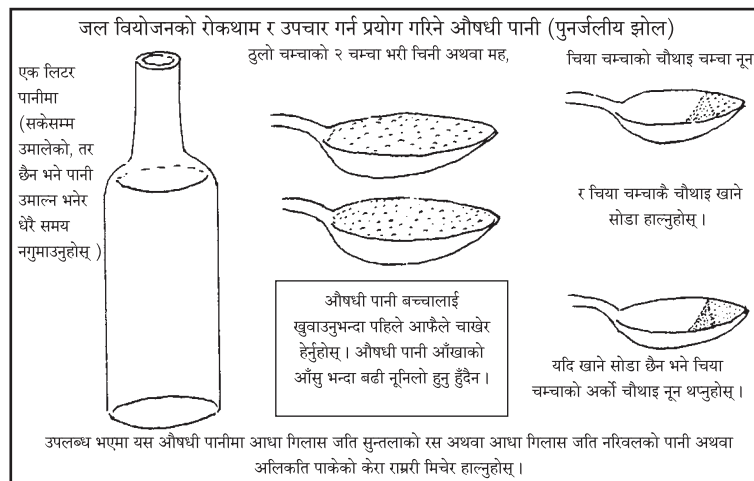 जल वियोजनको रोकथाम र उपचार गर्न प्रयोग गरिने औषधी पानी (पुनर्जलीय झोल)
एक लिटर
पानीमा
(सकेसम्म
उमालेको, तर
छैन भने पानी
उमाल्न भनेर
धेरै समय
नगुमाउनुहोस् )
ठुलो चम्चाको २ चम्चा भरी चिनी अथवा मह,
चिया चम्चाको चौथाइ चम्चा नून
र चिया चम्चाकै चौथाइ खाने
सोडा हाल्नुहोस् ।
औषधी पानी बच्चालाई
खुवाउनुभन्दा पहिले आफैले चाखेर
हेर्नुहोस् । औषधी पानी आँखाको
आँसु भन्दा बढी नूनिलो हुनु हुँदैन ।
यदि खाने सोडा छैन भने चिया
चम्चाको अर्को चौथाइ नून थप्नुहोस् ।
उपलब्ध भएमा यस औषधी पानीमा आधा गिलास जति सुन्तलाको रस अथवा आधा गिलास जति नरिवलको पानी अथवा
अलिकति पाकेको केरा राम्ररी मिचेर हाल्नुहोस् ।